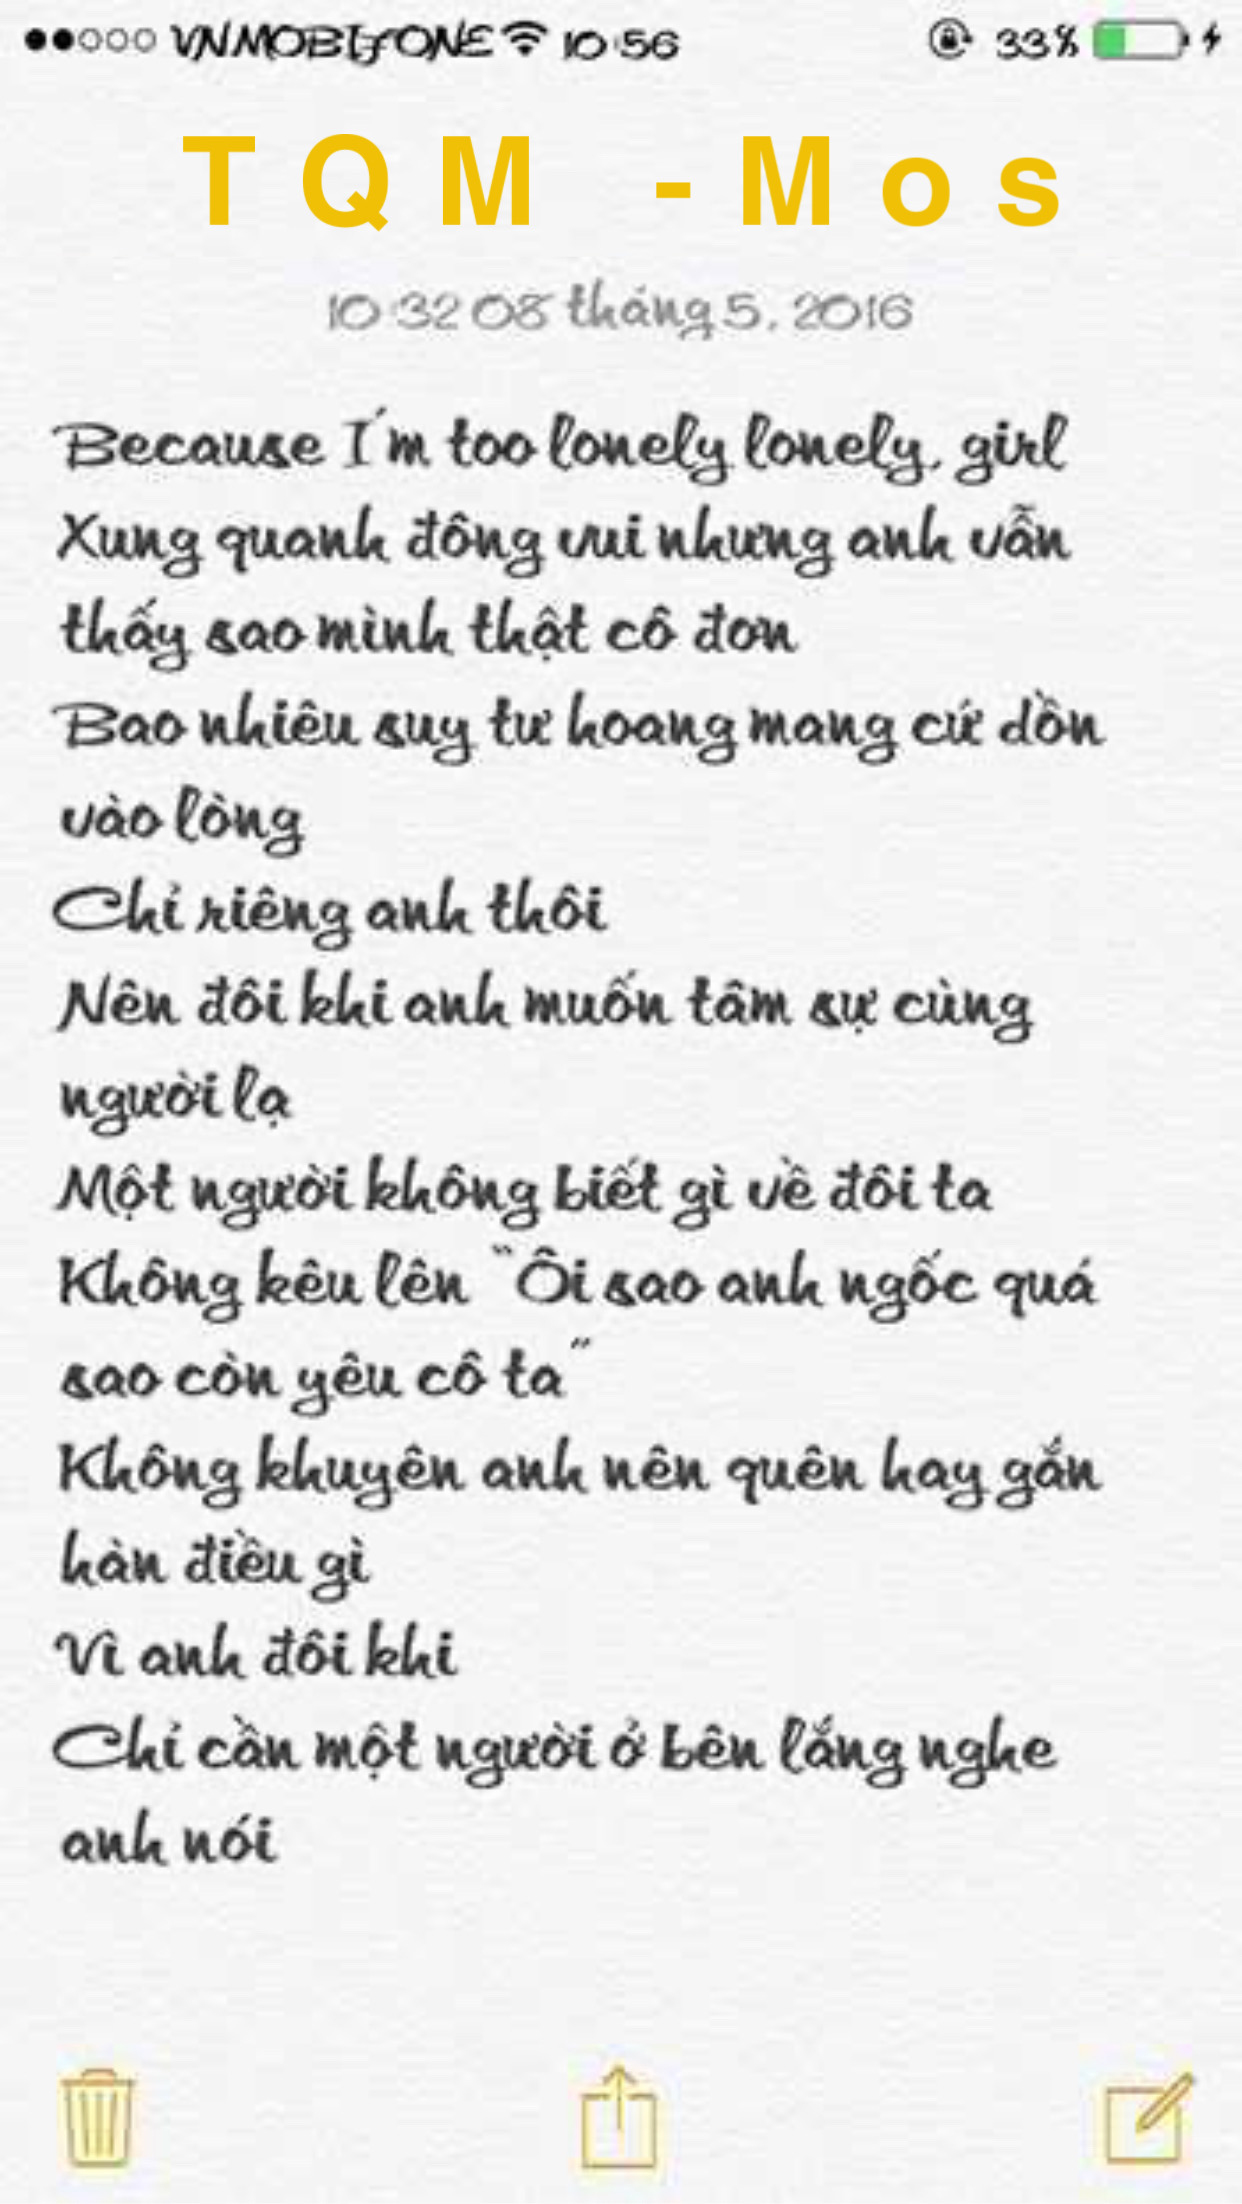 VN MOBIFONE 10:56 33%
TQM -Mos
10:32 08 tháng 5, 2016
Because I'm too lonely lonely, girl
Xung quanh đông vui nhưng anh vẫn
thấy sao mình thật cô đơn
Bao nhiêu suy tư hoang mang cứ dồn
vào lòng
Chỉ riêng anh thôi
Nên đôi khi anh muốn tâm sự cùng
người lạ
Một người không biết gì về đôi ta
Không kêu lên "Ôi sao anh ngốc quá
sao còn yêu cô ta"
Không khuyên anh nên quên hay gắn
hàn điều gì
Vì anh đôi khi
Chỉ cần một người ở bên lắng nghe
anh nói